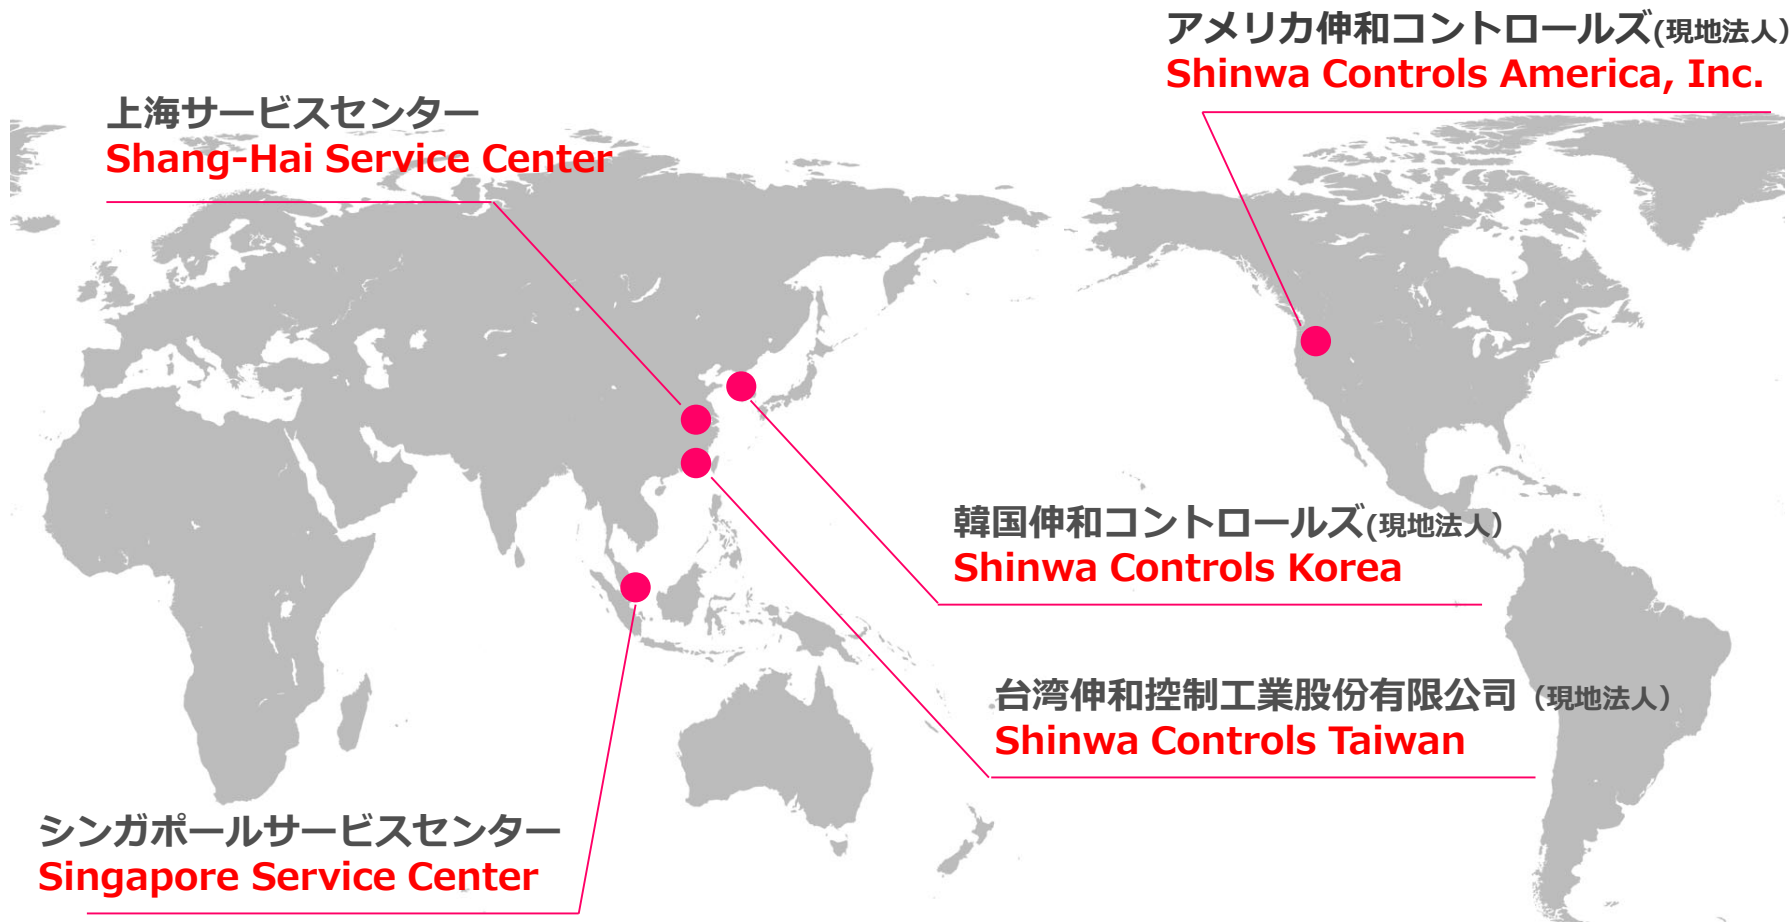 アメリカ伸和コントロールズ(現地法人)
Shinwa Controls America, Inc.
上海サービスセンター
Shang-Hai Service Center
韓国伸和コントロールズ(現地法人)
Shinwa Controls Korea
台湾伸和控制工業股份有限公司（現地法人）
Shinwa Controls Taiwan
シンガポールサービスセンター
Singapore Service Center